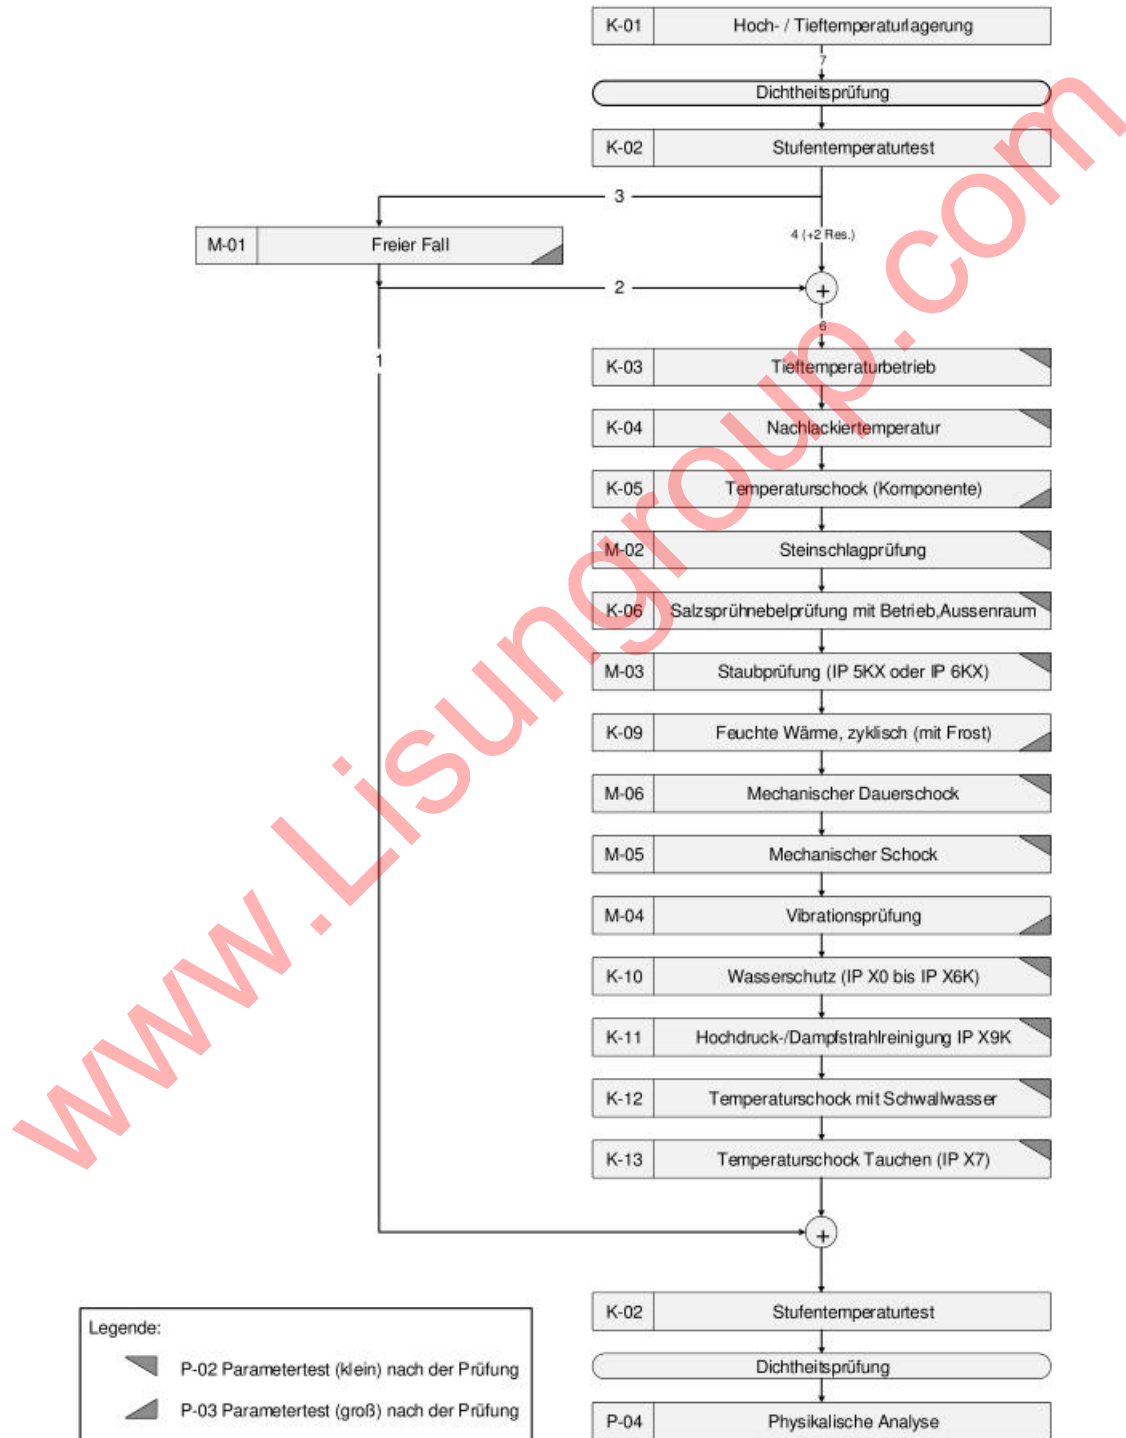 K-01 Hoch- / Tieftemperaturlagerung
7
Dichtheitsprüfung
K-02 Stufentemperaturtest
3
M-01 Freier Fall
4 (+2 Res.)
2
+
6
1
K-03 Tieftemperaturbetrieb
K-04 Nachlackiertemperatur
K-05 Temperaturschock (Komponente)
M-02 Steinschlagprüfung
K-06 Salzsprühnebelprüfung mit Betrieb,Aussenraum
M-03 Staubprüfung (IP 5KX oder IP 6KX)
K-09 Feuchte Wärme, zyklisch (mit Frost)
M-06 Mechanischer Dauerschock
M-05 Mechanischer Schock
M-04 Vibrationsprüfung
K-10 Wasserschutz (IP X0 bis IP X6K)
K-11 Hochdruck-/Dampfstrahlreinigung IP X9K
K-12 Temperaturschock mit Schwallwasser
K-13 Temperaturschock Tauchen (IP X7)
+
K-02 Stufentemperaturtest
Dichtheitsprüfung
P-04 Physikalische Analyse
Legende:
P-02 Parametertest (klein) nach der Prüfung
P-03 Parametertest (groß) nach der Prüfung
www.Lisungroup.com